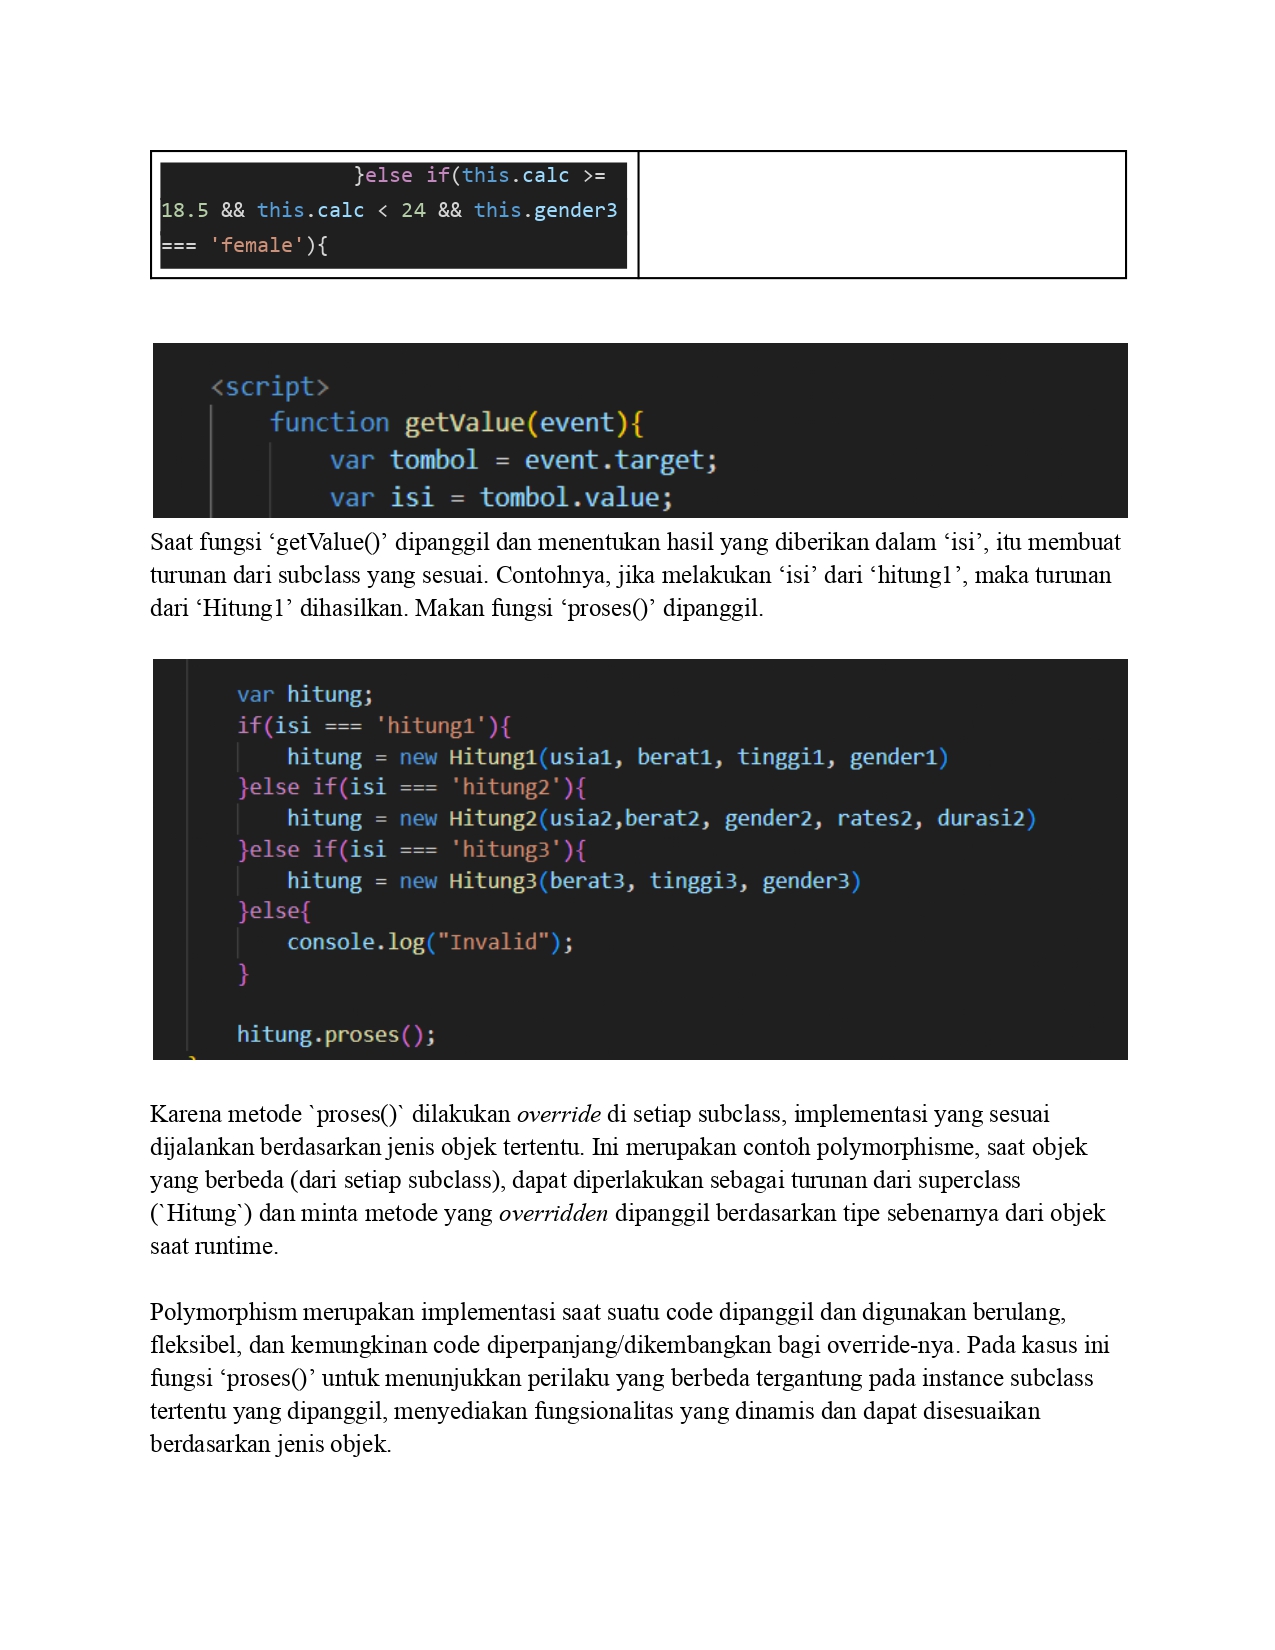 }else if(this.calc >=
18.5 && this.calc < 24 && this.gender3
=== 'female'){
<script>
function getValue(event){
var tombol = event.target;
var isi = tombol.value;
Saat fungsi ‘getValue()’ dipanggil dan menentukan hasil yang diberikan dalam ‘isi’, itu membuat
turunan dari subclass yang sesuai. Contohnya, jika melakukan ‘isi’ dari ‘hitung1’, maka turunan
dari ‘Hitung1’ dihasilkan. Makan fungsi ‘proses()’ dipanggil.
var hitung;
if(isi === 'hitung1'){
hitung = new Hitung1(usia1, berat1, tinggi1, gender1)
}else if(isi === 'hitung2'){
hitung = new Hitung2(usia2,berat2, gender2, rates2, durasi2)
}else if(isi === 'hitung3'){
hitung = new Hitung3(berat3, tinggi3, gender3)
}else{
console.log("Invalid");
}
hitung.proses();
Karena metode `proses()` dilakukan override di setiap subclass, implementasi yang sesuai
dijalankan berdasarkan jenis objek tertentu. Ini merupakan contoh polymorphisme, saat objek
yang berbeda (dari setiap subclass), dapat diperlakukan sebagai turunan dari superclass
(`Hitung`) dan minta metode yang overridden dipanggil berdasarkan tipe sebenarnya dari objek
saat runtime.
Polymorphism merupakan implementasi saat suatu code dipanggil dan digunakan berulang,
fleksibel, dan kemungkinan code diperpanjang/dikembangkan bagi override-nya. Pada kasus ini
fungsi ‘proses()’ untuk menunjukkan perilaku yang berbeda tergantung pada instance subclass
tertentu yang dipanggil, menyediakan fungsionalitas yang dinamis dan dapat disesuaikan
berdasarkan jenis objek.